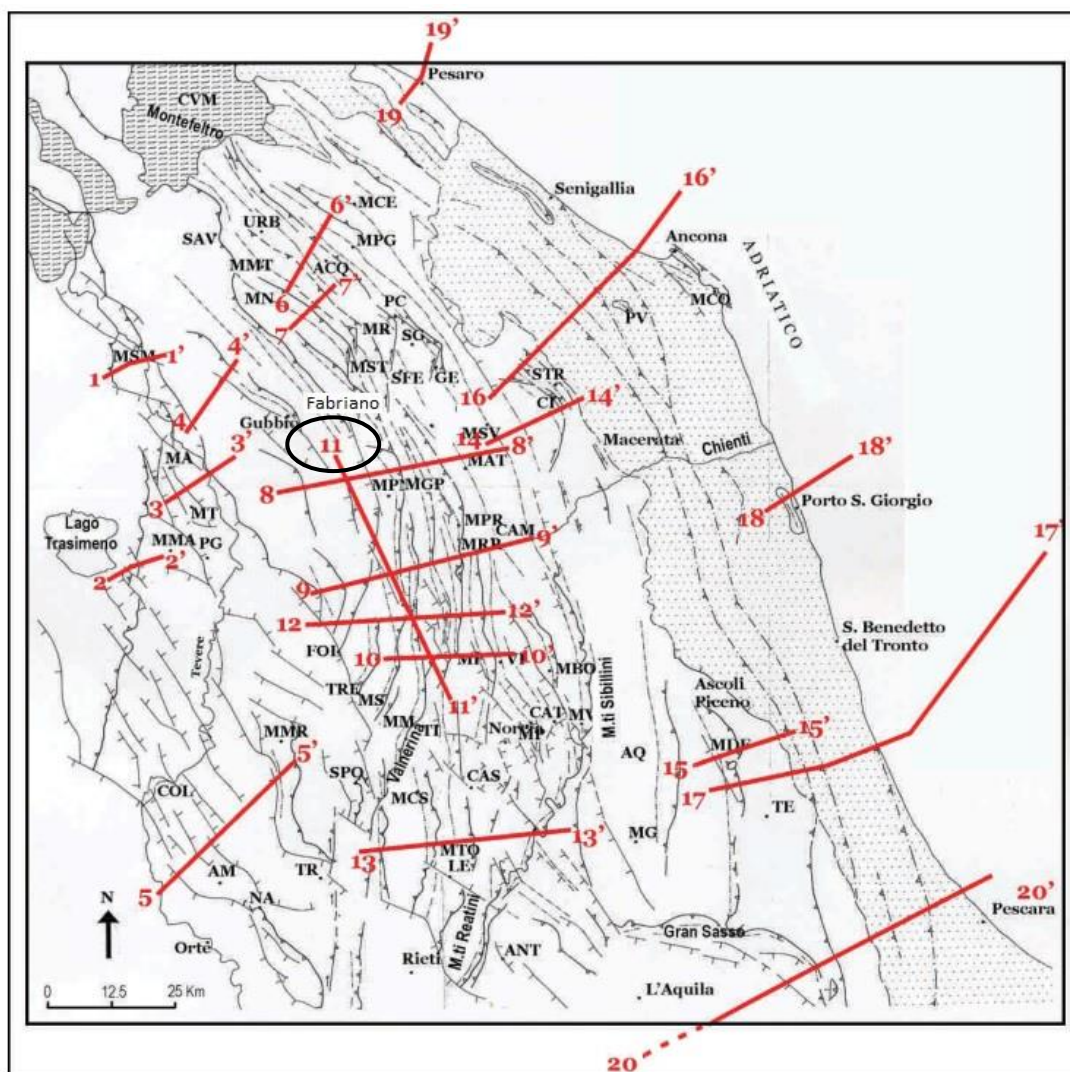 19'
Pesaro
CVM
Montefeltro
19
16'
Senigallia
6'
MCE
URB
SAV
MPG
Ancona
ADRIATICO
MMT
ACQ
7'
MCO
MN
6
7
PC
PV
MR
SG
4'
MSM
1'
1
MST
SFE
GE
STR
16
CI
14'
Fabriano
Gubbio
4
3'
11
MSV
14
8'
Macerata
Chienti
MA
MAT
18'
8
MP
MGP
3
MT
18
Porto S. Giorgio
Lago
Trasimeno
MPR
CAM
MMA
PG
2'
MRR
9'
17'
2
9
12
12'
S. Benedetto
del Tronto
FOL
10
MF
VI
10'
Tevere
MBO
TRE
MS
11'
M.ti Sibillini
Ascoli
Piceno
MM
TI
CAT
MV
Norcia
MP
MMR
Valnerina
5'
AQ
MDF
15'
15
SPO
CAS
COL
MCS
17
TE
MG
13
13'
MTO
LE
AM
TR
5
NA
20'
N
Pescara
M.ti Reatini
Gran Sasso
Orte
Rieti
ANT
L'Aquila
0 12.5 25 Km
20